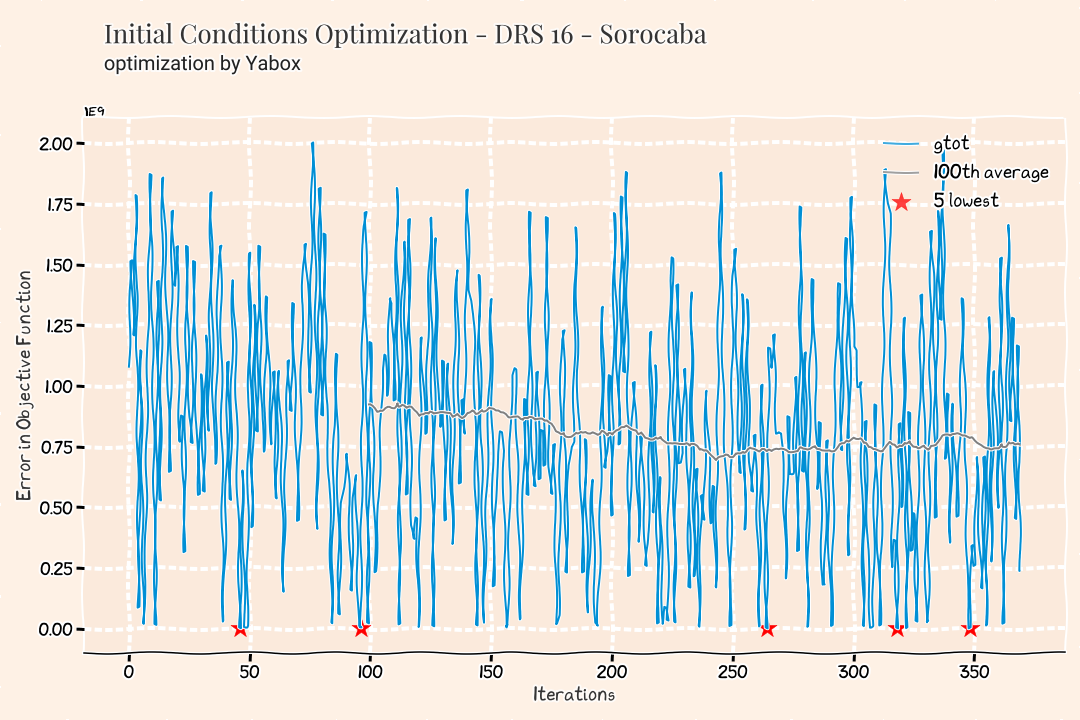 Initial Conditions Optimization - DRS 16 - Sorocaba
optimization by Yabox
1E9
2.00
1.75
1.50
1.25
1.00
0.75
0.50
0.25
0.00
Error in Objective Function
gtot
100th average
5 lowest
0 50 100 150 200 250 300 350
Iterations